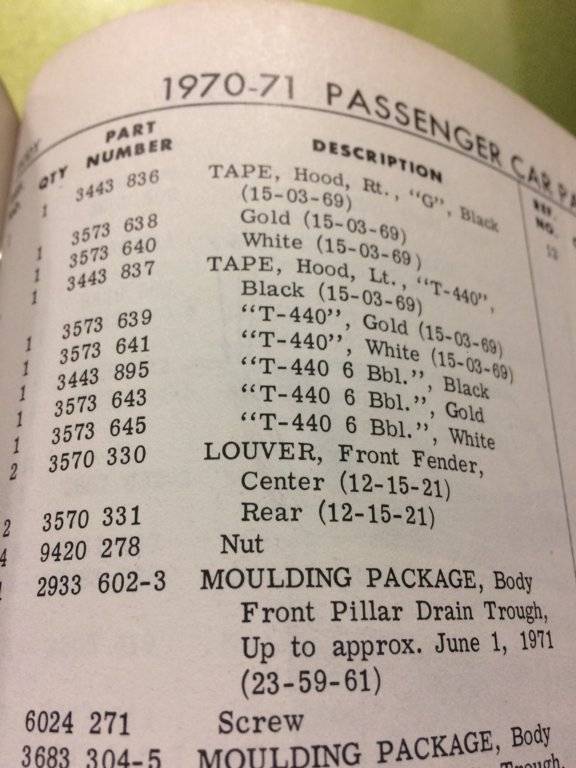 1970-71 PASSENGER CAR PA
QTY PART NUMBER DESCRIPTION REF. NO.
1 3443 836 TAPE, Hood, Rt., "G", Black 13
(15-03-69)
1 3573 638 Gold (15-03-69)
1 3573 640 White (15-03-69)
1 3443 837 TAPE, Hood, Lt., "T-440",
Black (15-03-69)
1 3573 639 "T-440", Gold (15-03-69)
1 3573 641 "T-440", White (15-03-69)
1 3443 895 "T-440 6 Bbl.", Black
1 3573 643 "T-440 6 Bbl.", Gold
1 3573 645 "T-440 6 Bbl.", White
2 3570 330 LOUVER, Front Fender,
Center (12-15-21)
2 3570 331 Rear (12-15-21)
4 9420 278 Nut
2933 602-3 MOULDING PACKAGE, Body
Front Pillar Drain Trough,
Up to approx. June 1, 1971
(23-59-61)
6024 271 Screw
3683 304-5 MOULDING PACKAGE, Body
Trough,